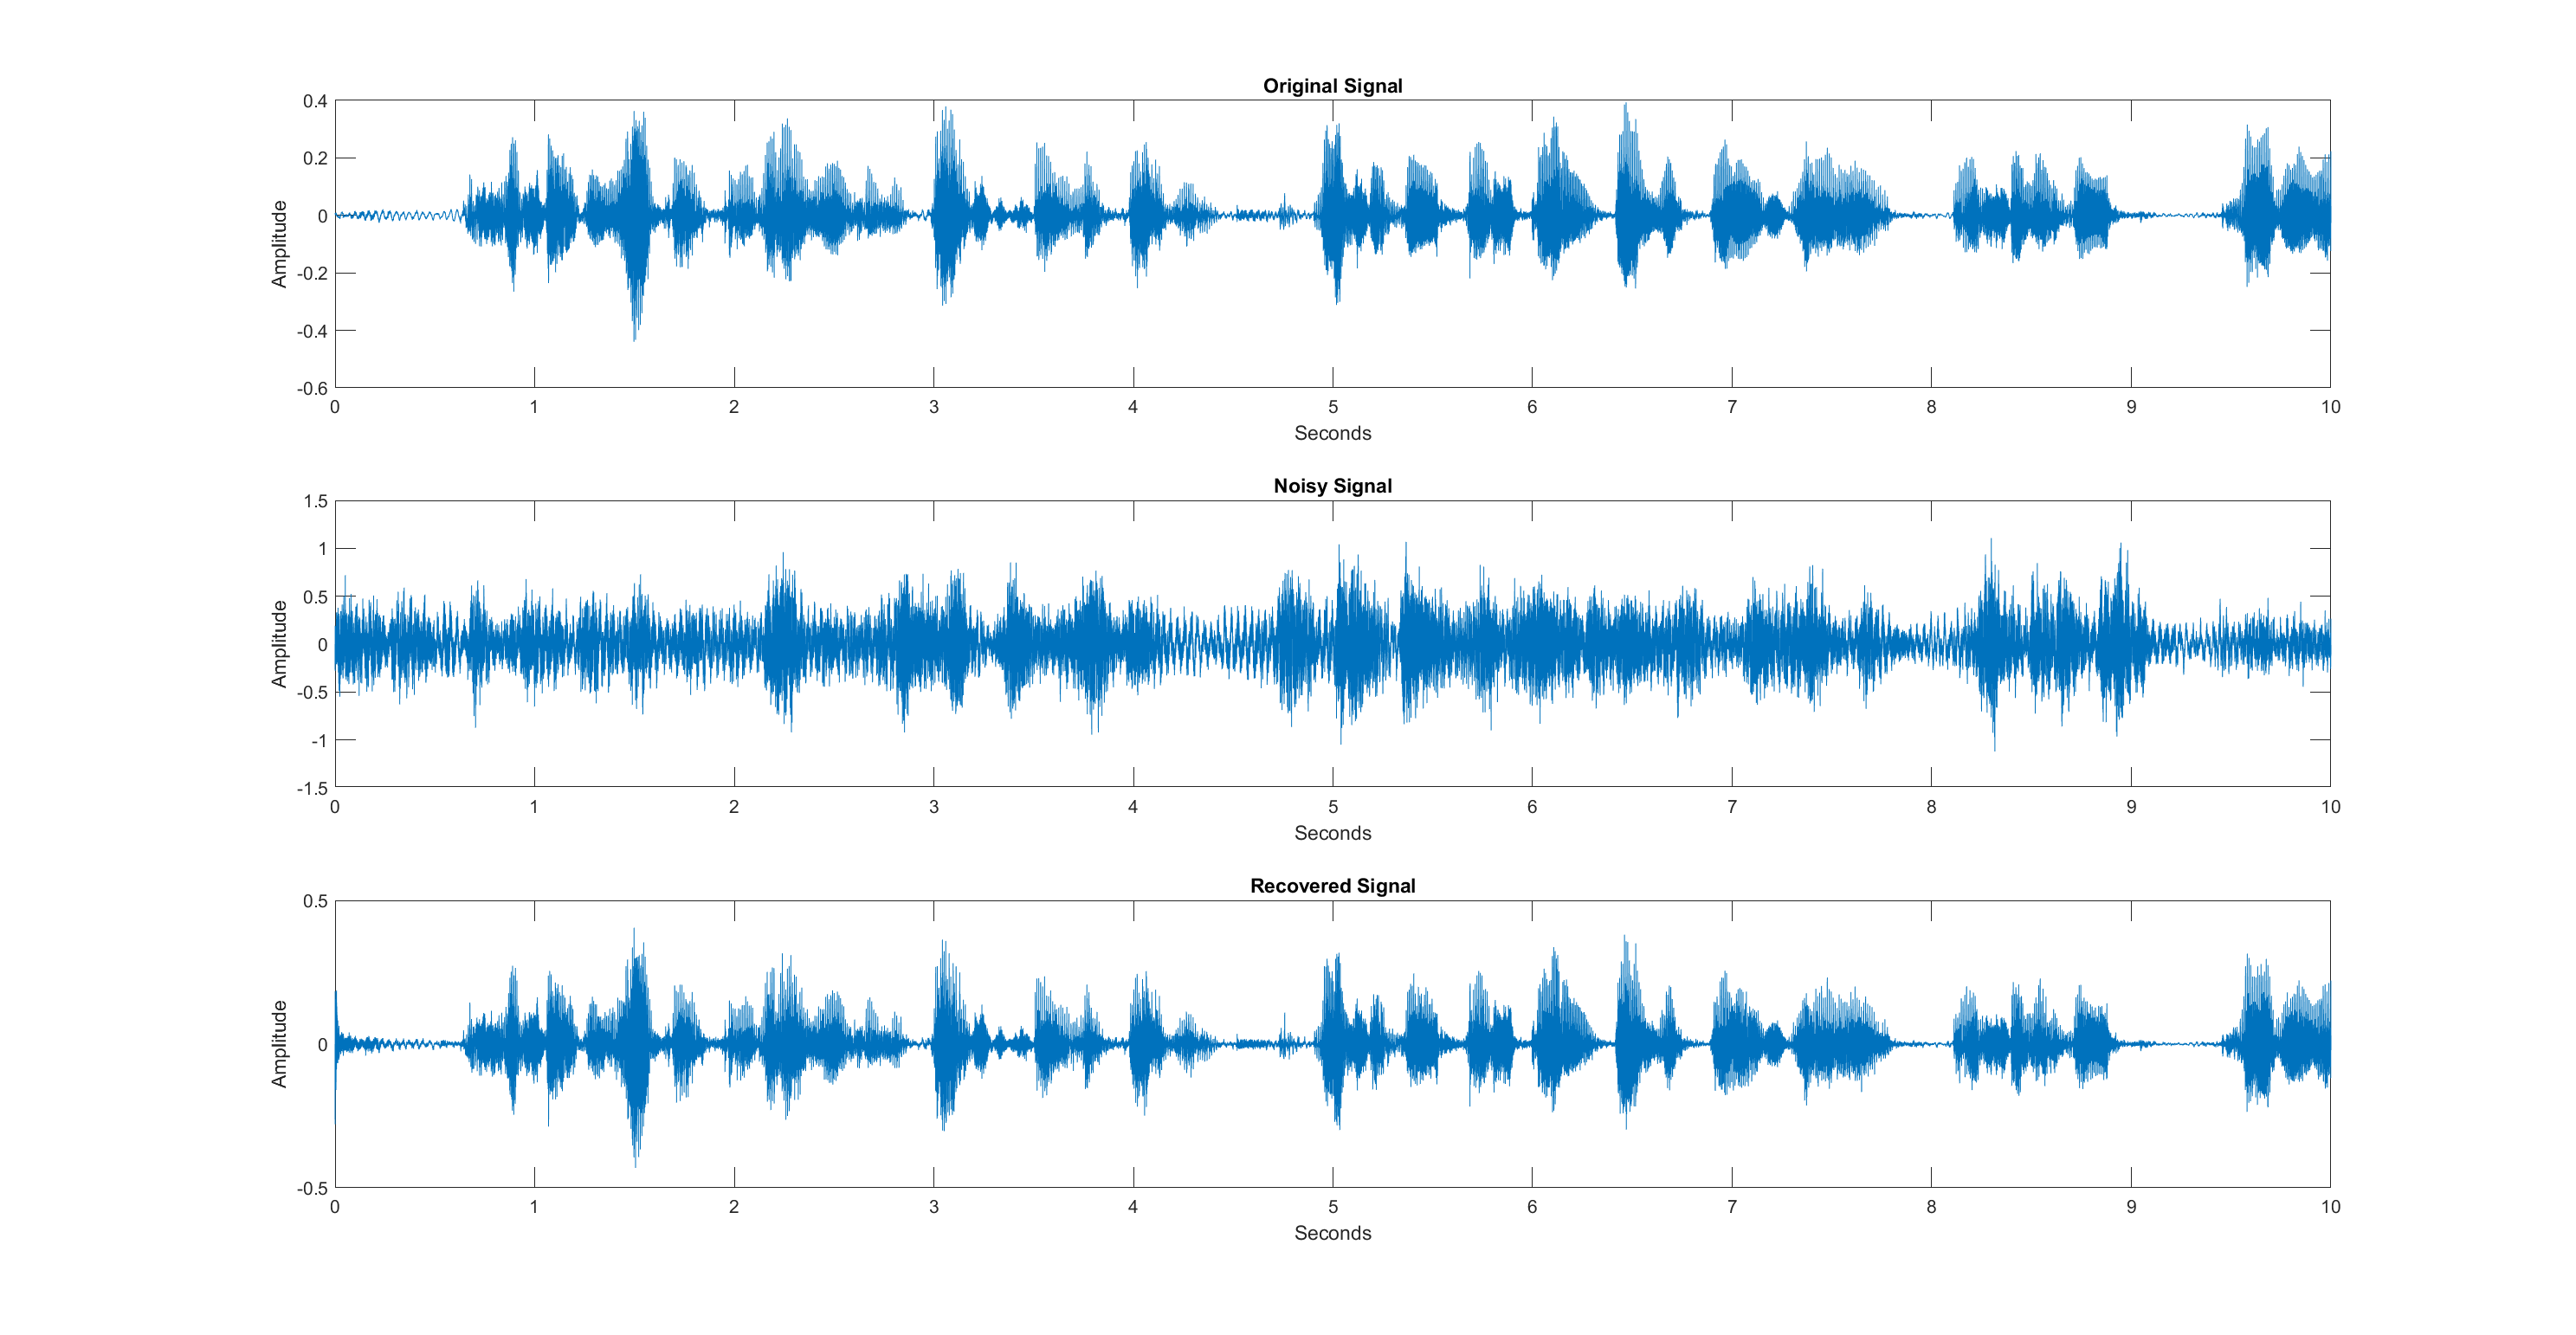 Original Signal
0.4
0.2
0
-0.2
-0.4
-0.6
Amplitude
0 1 2 3 4 5 6 7 8 9 10
Seconds
Noisy Signal
1.5
1
0.5
0
-0.5
-1
-1.5
Amplitude
0 1 2 3 4 5 6 7 8 9 10
Seconds
Recovered Signal
0.5
0
-0.5
Amplitude
0 1 2 3 4 5 6 7 8 9 10
Seconds